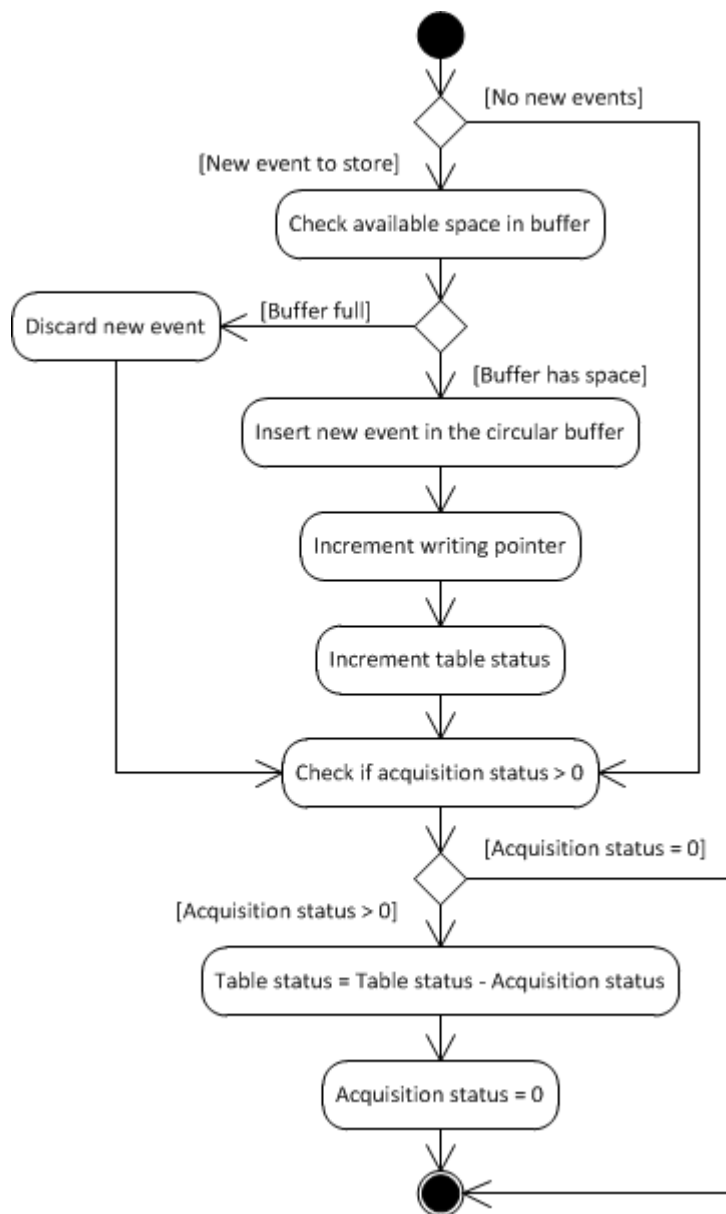 [No new events]
[New event to store]
Check available space in buffer
[Buffer full]
Discard new event
[Buffer has space]
Insert new event in the circular buffer
Increment writing pointer
Increment table status
Check if acquisition status > 0
[Acquisition status = 0]
[Acquisition status > 0]
Table status = Table status - Acquisition status
Acquisition status = 0